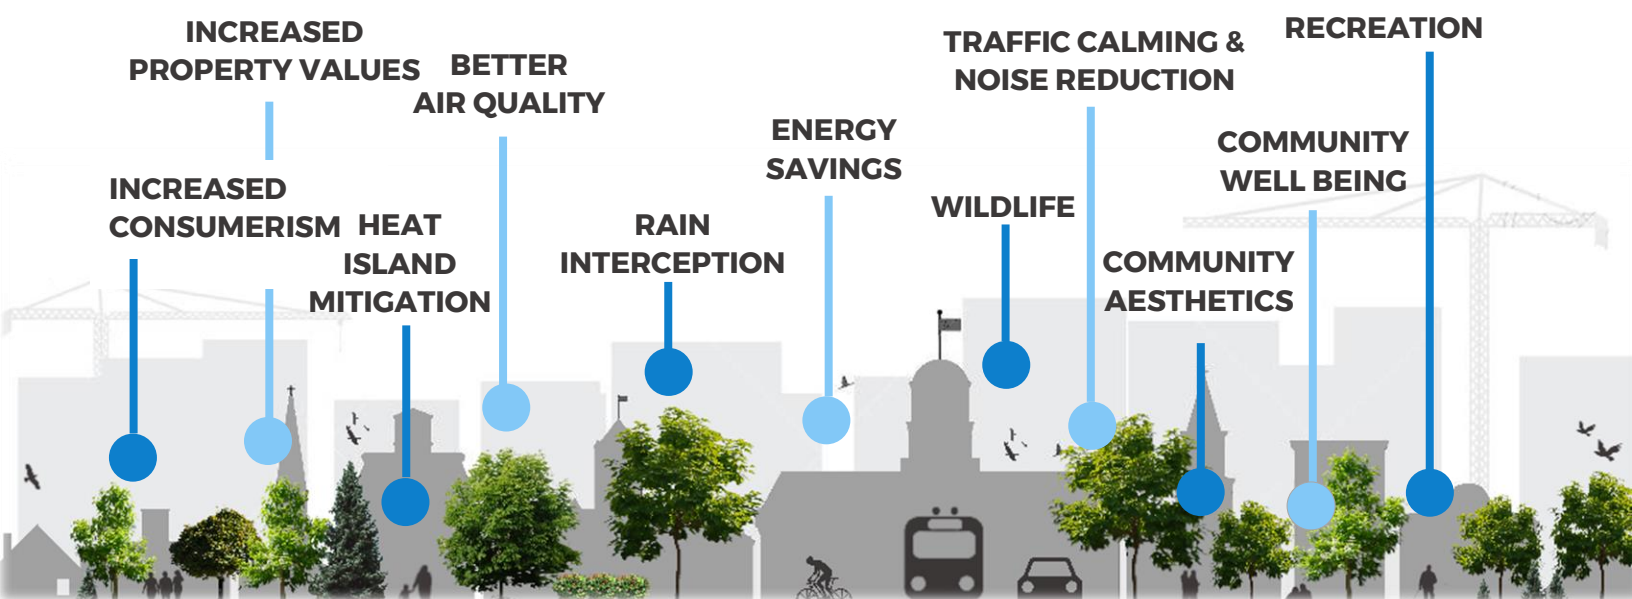 INCREASED
PROPERTY VALUES
BETTER
AIR QUALITY
TRAFFIC CALMING &
NOISE REDUCTION
RECREATION
ENERGY
SAVINGS
COMMUNITY
WELL BEING
INCREASED
CONSUMERISM
HEAT
ISLAND
MITIGATION
RAIN
INTERCEPTION
WILDLIFE
COMMUNITY
AESTHETICS